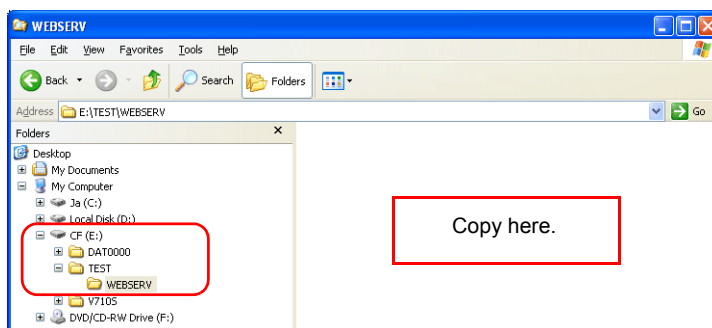 WEBSERV
File Edit View Favorites Tools Help
Back Search Folders
Address E:\TEST\WEBSERV Go
Folders ×
Desktop
My Documents
My Computer
Ja (C:)
Local Disk (D:)
CF (E:)
DAT0000
TEST
WEBSERV
V710S
DVD/CD-RW Drive (F:)
Copy here.